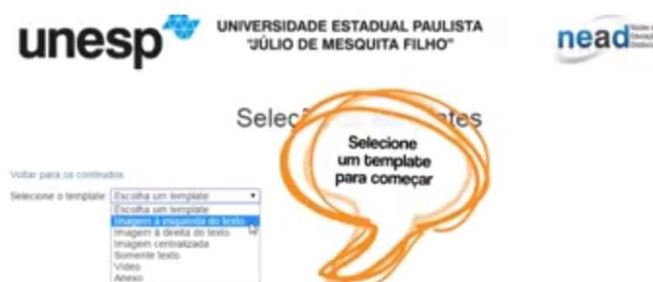 unesp
UNIVERSIDADE ESTADUAL PAULISTA
"JÚLIO DE MESQUITA FILHO"
nead
Seleç ates
Selecione
um template
para começar
Voltar para os conteúdos
Selecione o template Escolha um template
Escolha um template
Imagem à esquerda do texto
Imagem à direita do texto
Imagem centralizada
Somente texto
Vídeo
Anexo